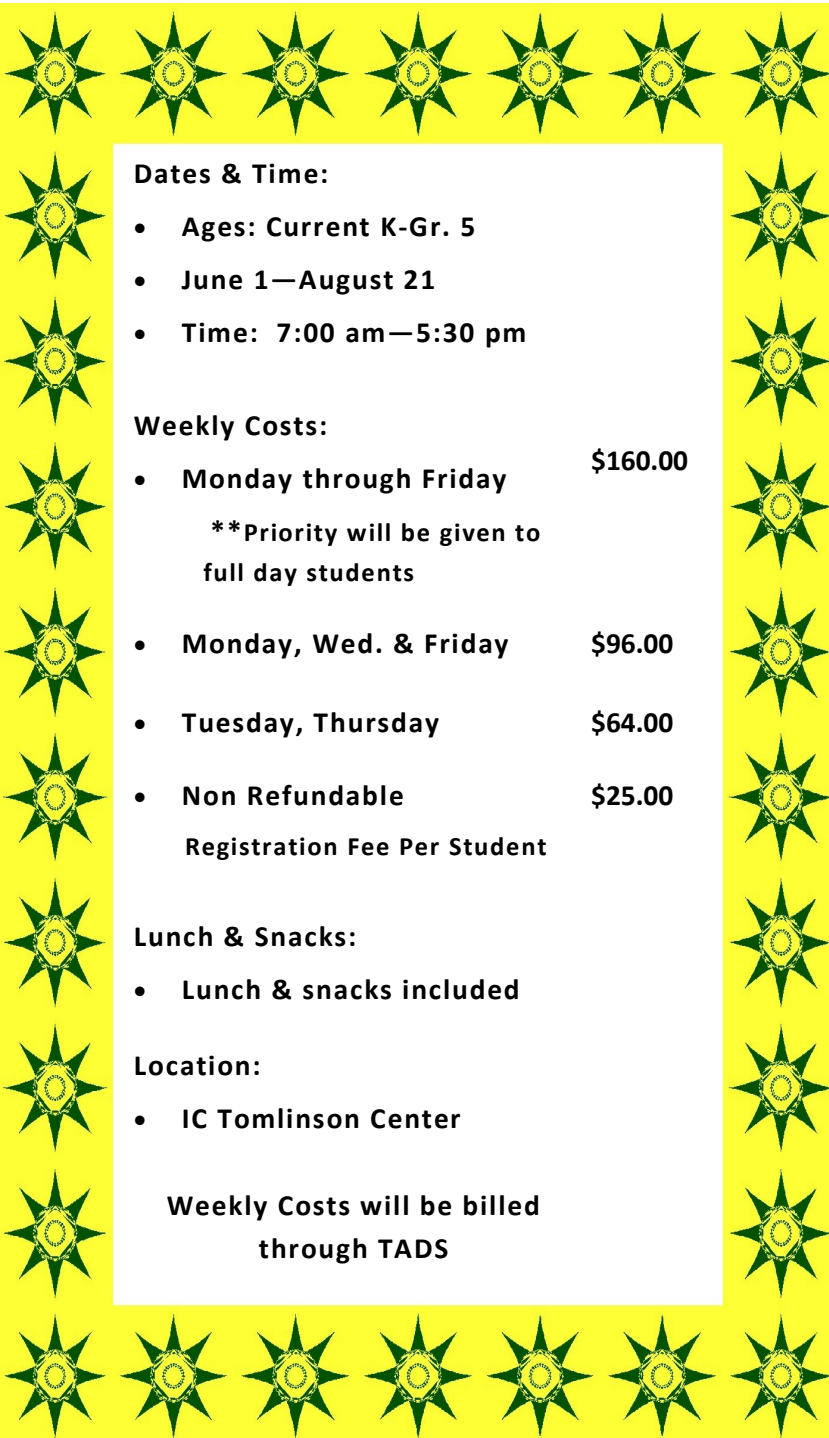 Dates & Time:
• Ages: Current K-Gr. 5
• June 1—August 21
• Time: 7:00 am—5:30 pm
Weekly Costs:
• Monday through Friday $160.00
**Priority will be given to
full day students
• Monday, Wed. & Friday $96.00
• Tuesday, Thursday $64.00
• Non Refundable $25.00
Registration Fee Per Student
Lunch & Snacks:
• Lunch & snacks included
Location:
• IC Tomlinson Center
Weekly Costs will be billed
through TADS